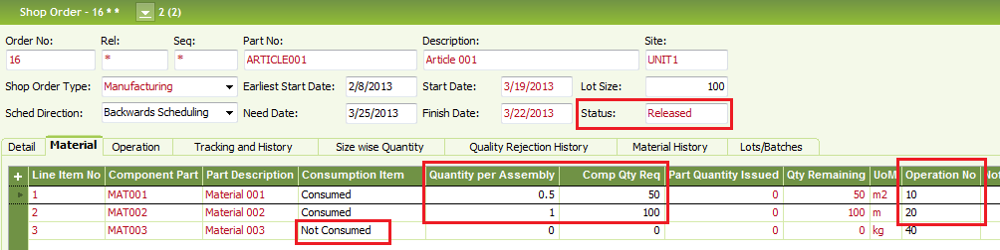 Shop Order - 16 * * 2 (2)
Order No: Rel: Seq: Part No: Description: Site:
16 * * ARTICLE001 Article 001 UNIT1
Shop Order Type: Manufacturing Earliest Start Date: 2/8/2013 Start Date: 3/19/2013 Lot Size: 100
Sched Direction: Backwards Scheduling Need Date: 3/25/2013 Finish Date: 3/22/2013 Status: Released
Detail Material Operation Tracking and History Size wise Quantity Quality Rejection History Material History Lots/Batches
+ Line Item No Component Part Part Description Consumption Item Quantity per Assembly Comp Qty Req Part Quantity Issued Qty Remaining UoM Operation No Not
1 MAT001 Material 001 Consumed 0.5 50 0 50 m2 10
2 MAT002 Material 002 Consumed 1 100 0 100 m 20
3 MAT003 Material 003 Not Consumed 0 0 0 0 kg 40